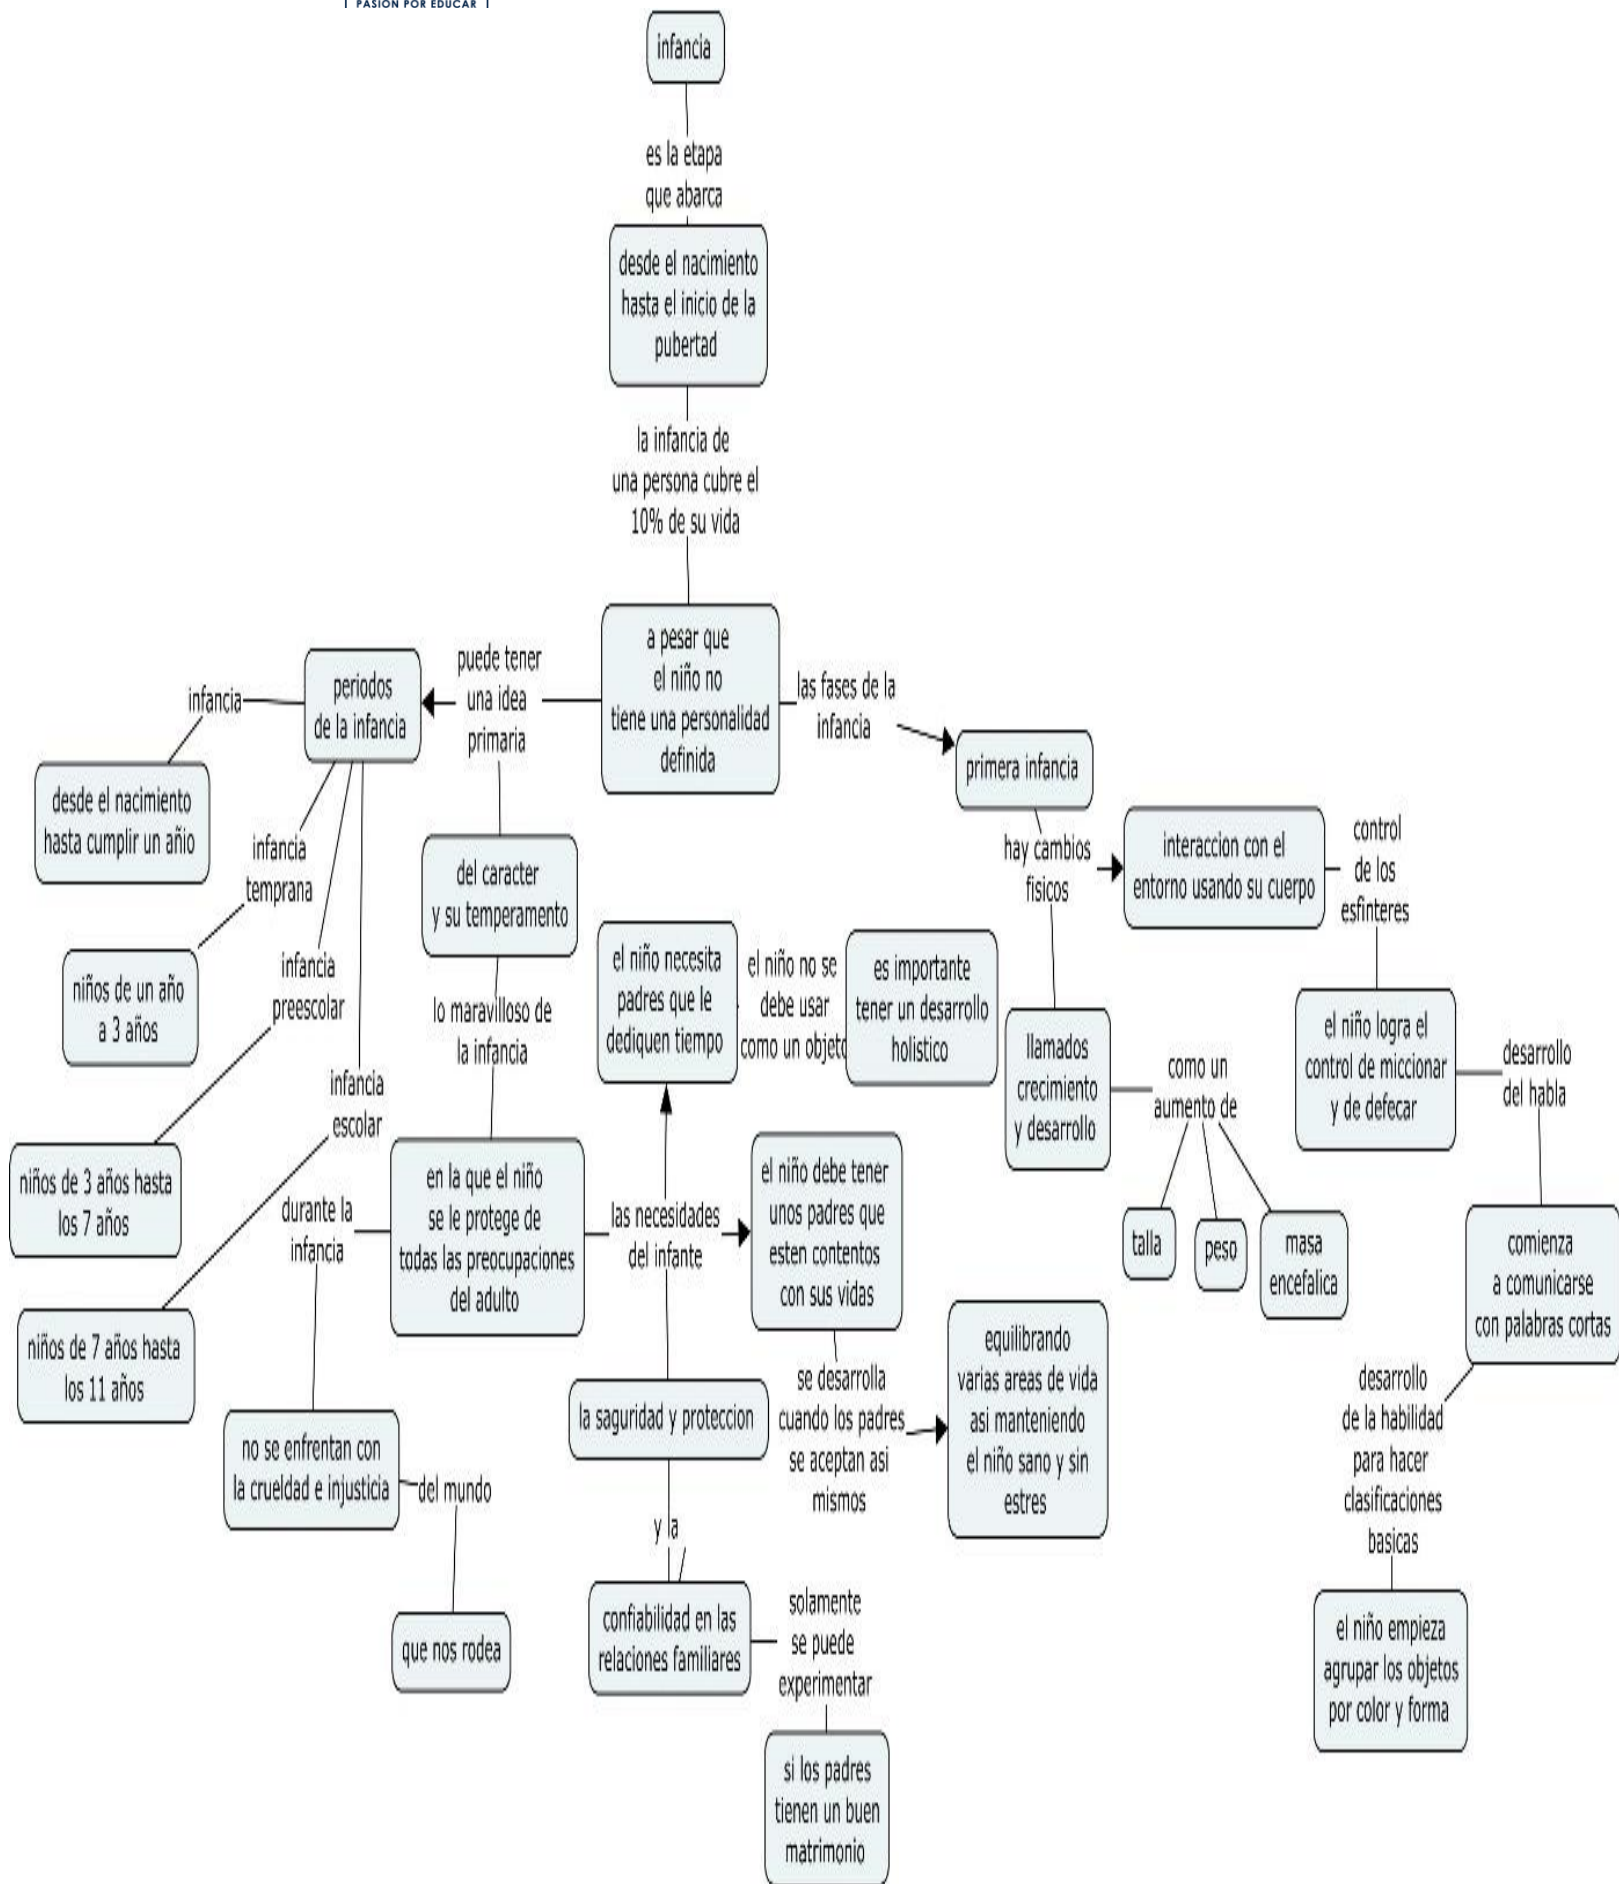 PASIÓN POR EDUCAR
infancia
es la etapa
que abarca
desde el nacimiento
hasta el inicio de la
pubertad
la infancia de
una persona cubre el
10% de su vida
a pesar que
el niño no
tiene una personalidad
definida
puede tener
una idea
primaria
periodos
de la infancia
infancia
desde el nacimiento
hasta cumplir un añio
infancia
temprana
niños de un año
a 3 años
infancia
preescolar
niños de 3 años hasta
los 7 años
infancia
escolar
niños de 7 años hasta
los 11 años
del caracter
y su temperamento
lo maravilloso de
la infancia
en la que el niño
se le protege de
todas las preocupaciones
del adulto
durante la
infancia
no se enfrentan con
la crueldad e injusticia
del mundo
que nos rodea
las necesidades
del infante
el niño necesita
padres que le
dediquen tiempo
el niño no se
debe usar
como un objeto
es importante
tener un desarrollo
holistico
el niño debe tener
unos padres que
esten contentos
con sus vidas
se desarrolla
cuando los padres
se aceptan asi
mismos
equilibrando
varias areas de vida
asi manteniendo
el niño sano y sin
estres
la saguridad y proteccion
y la
confiabilidad en las
relaciones familiares
solamente
se puede
experimentar
si los padres
tienen un buen
matrimonio
las fases de la
infancia
primera infancia
hay cambios
fisicos
llamados
crecimiento
y desarrollo
como un
aumento de
talla
peso
masa
encefalica
interaccion con el
entorno usando su cuerpo
control
de los
esfinteres
el niño logra el
control de miccionar
y de defecar
desarrollo
del habla
comienza
a comunicarse
con palabras cortas
desarrollo
de la habilidad
para hacer
clasificaciones
basicas
el niño empieza
agrupar los objetos
por color y forma